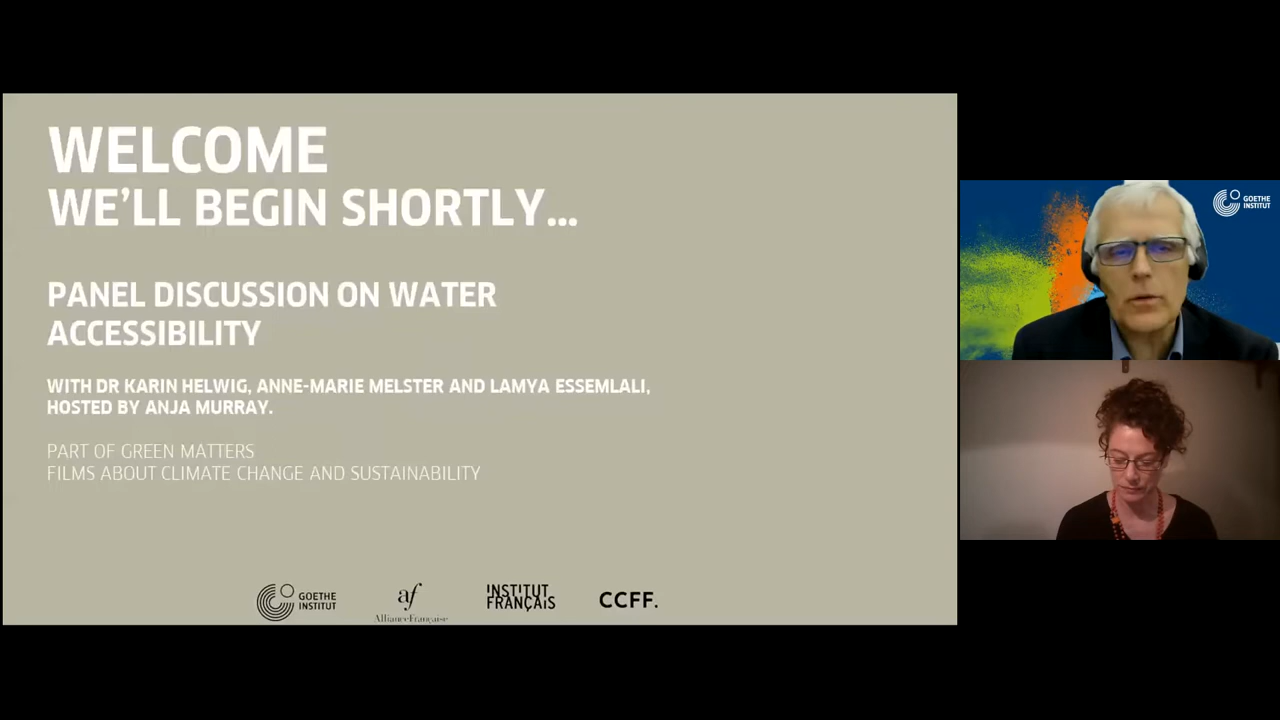 WELCOME
WE'LL BEGIN SHORTLY...
PANEL DISCUSSION ON WATER
ACCESSIBILITY
WITH DR KARIN HELWIG, ANNE-MARIE MELSTER AND LAMYA ESSEMLALI,
HOSTED BY ANJA MURRAY.
PART OF GREEN MATTERS
FILMS ABOUT CLIMATE CHANGE AND SUSTAINABILITY
GOETHE
INSTITUT
af
AllianceFrançaise
INSTITUT
FRANÇAIS
CCFF.
GOETHE
INSTITUT